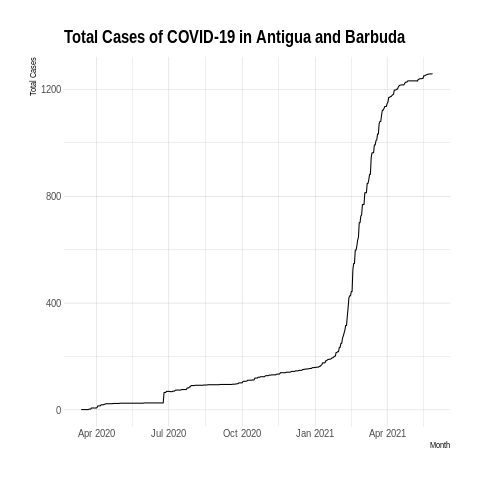 Total Cases of COVID-19 in Antigua and Barbuda
Total Cases
1200
800
400
0
Apr 2020 Jul 2020 Oct 2020 Jan 2021 Apr 2021
Month